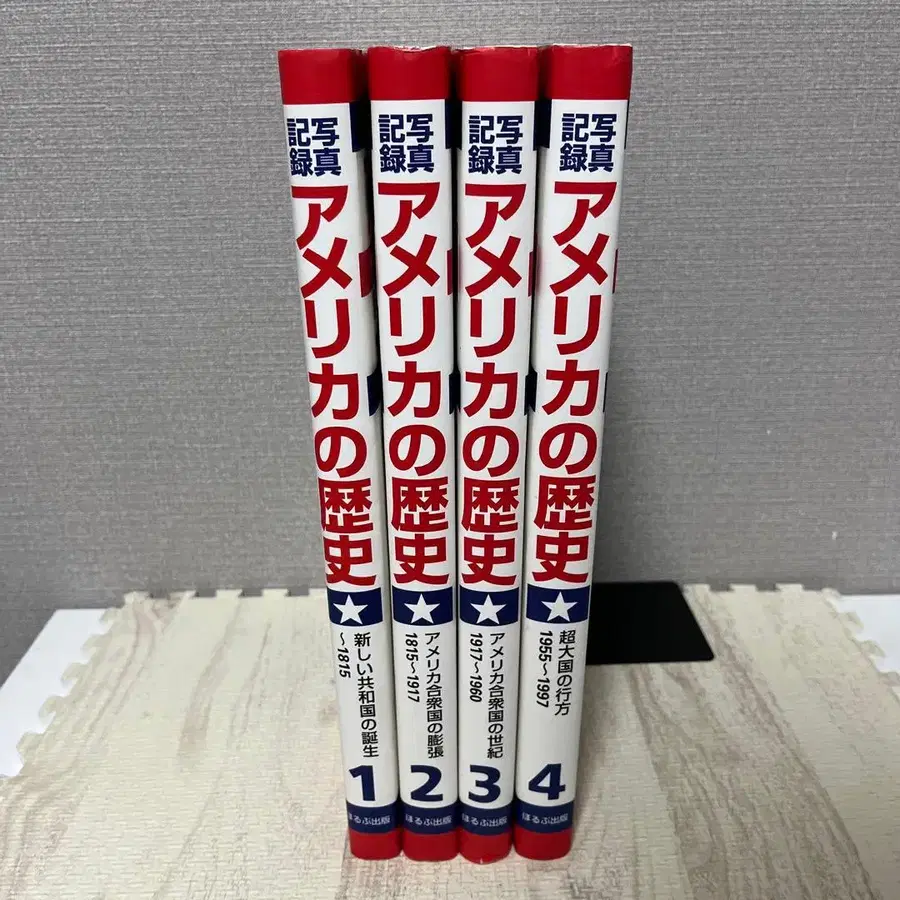 写真
記録
アメリカの歴史
新しい共和国の誕生
～1815
1
ほるぷ出版
写真
記録
アメリカの歴史
アメリカ合衆国の膨張
1815～1917
2
ほるぷ出版
写真
記録
アメリカの歴史
アメリカ合衆国の世紀
1917～1960
3
ほるぷ出版
写真
記録
アメリカの歴史
超大国の行方
1955～1997
4
ほるぷ出版